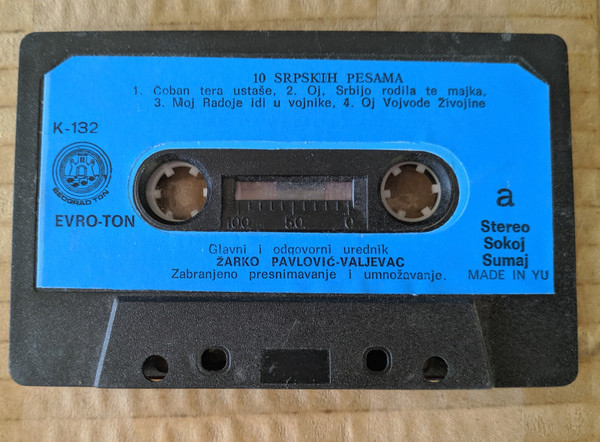 10 SRPSKIH PESAMA
1. Čoban tera ustaše, 2. Oj, Srbijo rodila te majka,
3. Moj Radoje idi u vojnike, 4. Oj Vojvode Živojine
K-132
BEOGRAD TON
EVRO-TON
100 50 0
a
Stereo
Sokoj
Sumaj
MADE IN YU
Glavni i odgovorni urednik
ŽARKO PAVLOVIĆ-VALJEVAC
Zabranjeno presnimavanje i umnožavanje.